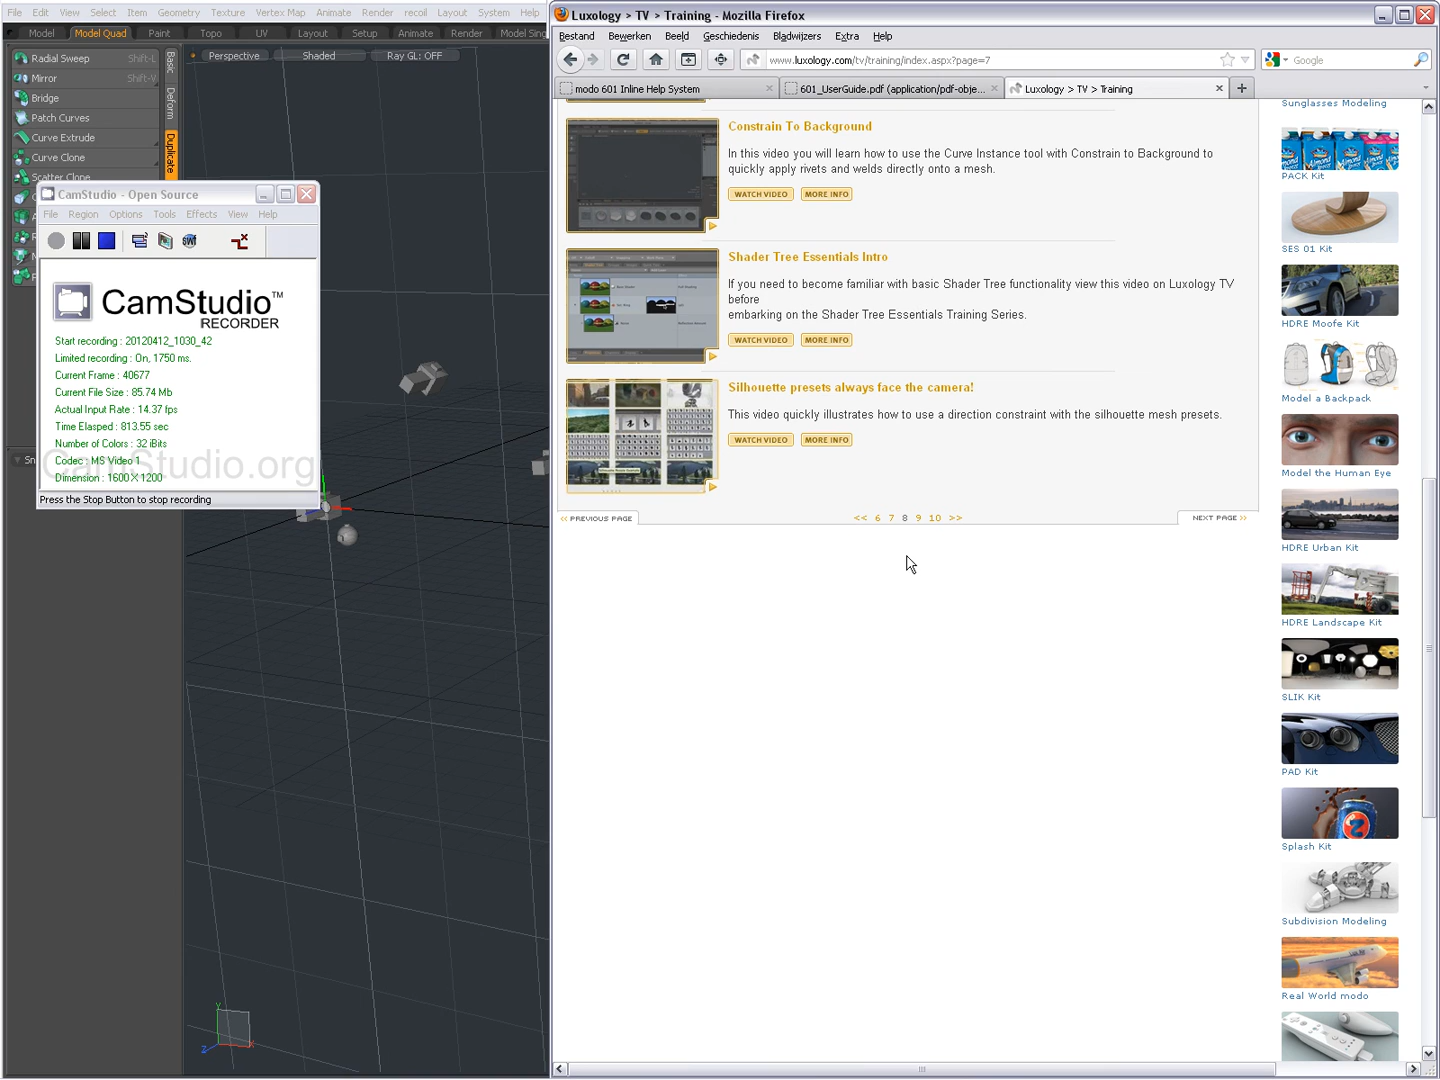 File Edit View Select Item Geometry Texture Vertex Map Animate Render recoil Layout System Help
Model Model Quad Paint Topo UV Layout Setup Animate Render Model Sing
Perspective Shaded Ray GL: OFF
Radial Sweep Shift-L
Mirror Shift-V
Bridge
Patch Curves
Curve Extrude
Curve Clone
Scatter Clone
Basic
Deform
Duplicate
Sn
CamStudio - Open Source
File Region Options Tools Effects View Help
SWF
CamStudio™
RECORDER
Start recording : 20120412_1030_42
Limited recording : On, 1750 ms.
Current Frame : 40677
Current File Size : 85.74 Mb
Actual Input Rate : 14.37 fps
Time Elasped : 813.55 sec
Number of Colors : 32 iBits
Codec : MS Video 1
Dimension : 1600 X 1200
CamStudio.org
Press the Stop Button to stop recording
Y
Z
X
Luxology > TV > Training - Mozilla Firefox
Bestand Bewerken Beeld Geschiedenis Bladwijzers Extra Help
www.luxology.com/tv/training/index.aspx?page=7
Google
modo 601 Inline Help System
601_UserGuide.pdf (application/pdf-obje...
Luxology > TV > Training
Constrain To Background
In this video you will learn how to use the Curve Instance tool with Constrain to Background to
quickly apply rivets and welds directly onto a mesh.
WATCH VIDEO MORE INFO
Shader Tree Essentials Intro
If you need to become familiar with basic Shader Tree functionality view this video on Luxology TV
before
embarking on the Shader Tree Essentials Training Series.
WATCH VIDEO MORE INFO
Silhouette presets always face the camera!
This video quickly illustrates how to use a direction constraint with the silhouette mesh presets.
WATCH VIDEO MORE INFO
<< PREVIOUS PAGE
<< 6 7 8 9 10 >>
NEXT PAGE >>
Sunglasses Modeling
PACK Kit
SES 01 Kit
HDRE Moofe Kit
Model a Backpack
Model the Human Eye
HDRE Urban Kit
HDRE Landscape Kit
SLIK Kit
PAD Kit
Splash Kit
Subdivision Modeling
Real World modo